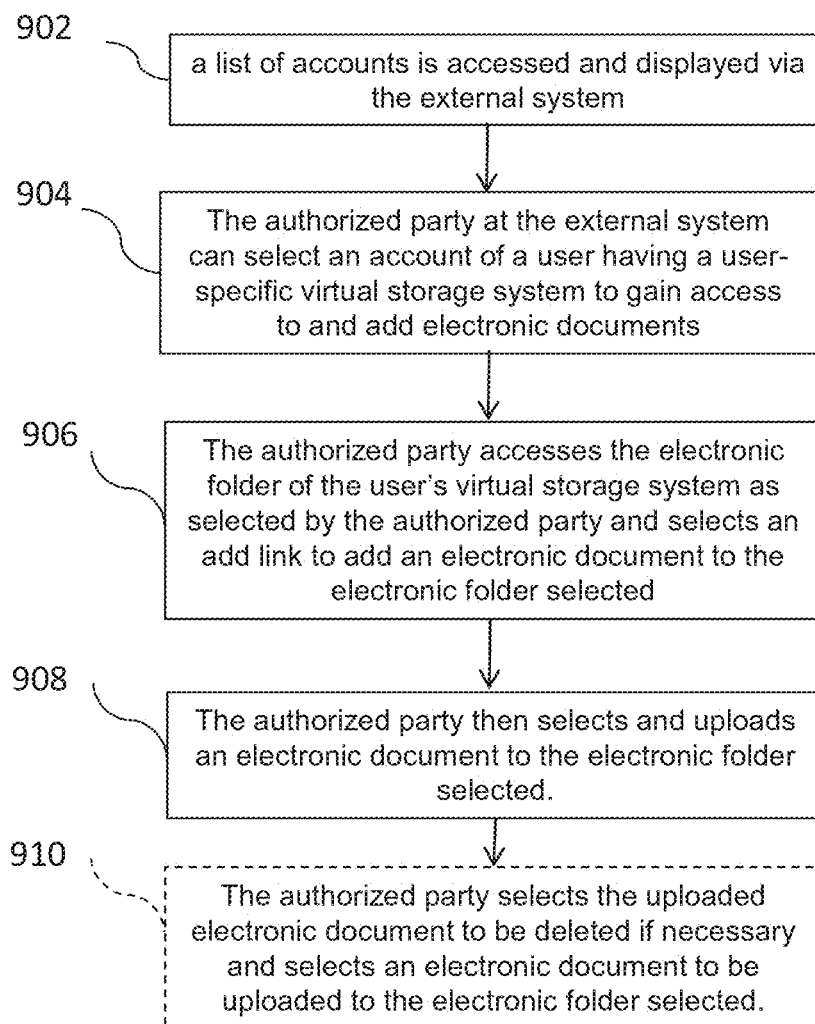 902
a list of accounts is accessed and displayed via
the external system
904
The authorized party at the external system
can select an account of a user having a user-
specific virtual storage system to gain access
to and add electronic documents
906
The authorized party accesses the electronic
folder of the user's virtual storage system as
selected by the authorized party and selects an
add link to add an electronic document to the
electronic folder selected
908
The authorized party then selects and uploads
an electronic document to the electronic folder
selected.
910
The authorized party selects the uploaded
electronic document to be deleted if necessary
and selects an electronic document to be
uploaded to the electronic folder selected.